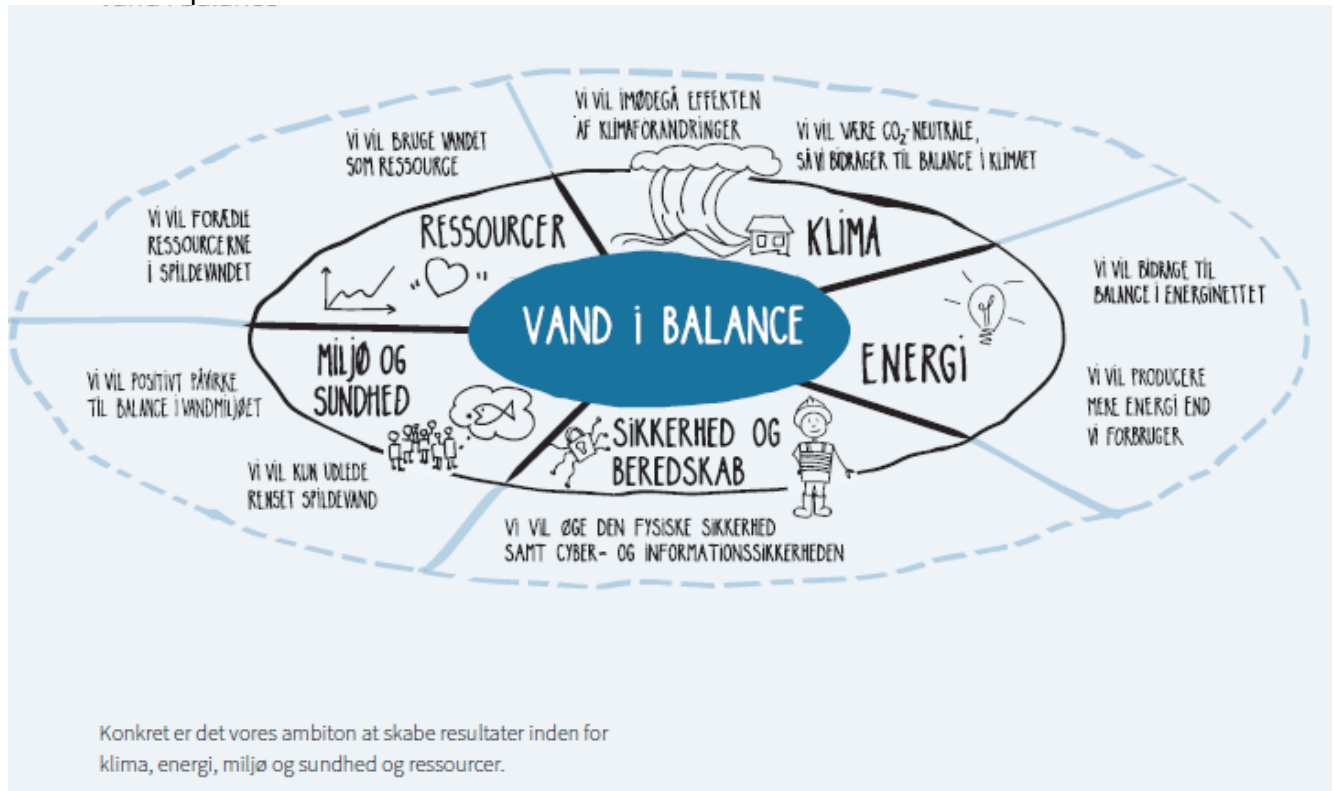 VAND i BALANCE
VI VIL IMØDEGÅ EFFEKTEN
AF KLIMAFORANDRINGER
VI VIL VÆRE CO₂-NEUTRALE,
SÅ VI BIDRAGER TIL BALANCE I KLIMAET
KLIMA
VI VIL BIDRAGE TIL
BALANCE I ENERGINETTET
VI VIL PRODUCERE
MERE ENERGI END
VI FORBRUGER
ENERGI
SIKKERHED OG
BEREDSKAB
VI VIL ØGE DEN FYSISKE SIKKERHED
SAMT CYBER- OG INFORMATIONSSIKKERHEDEN
MILJØ OG
SUNDHED
VI VIL POSITIVT PÅVIRKE
TIL BALANCE I VANDMILJØET
VI VIL KUN UDLEDE
RENSET SPILDEVAND
RESSOURCER
VI VIL FORÆDLE
RESSOURCERNE
I SPILDEVANDET
VI VIL BRUGE VANDET
SOM RESSOURCE
Konkret er det vores ambiton at skabe resultater inden for
klima, energi, miljø og sundhed og ressourcer.